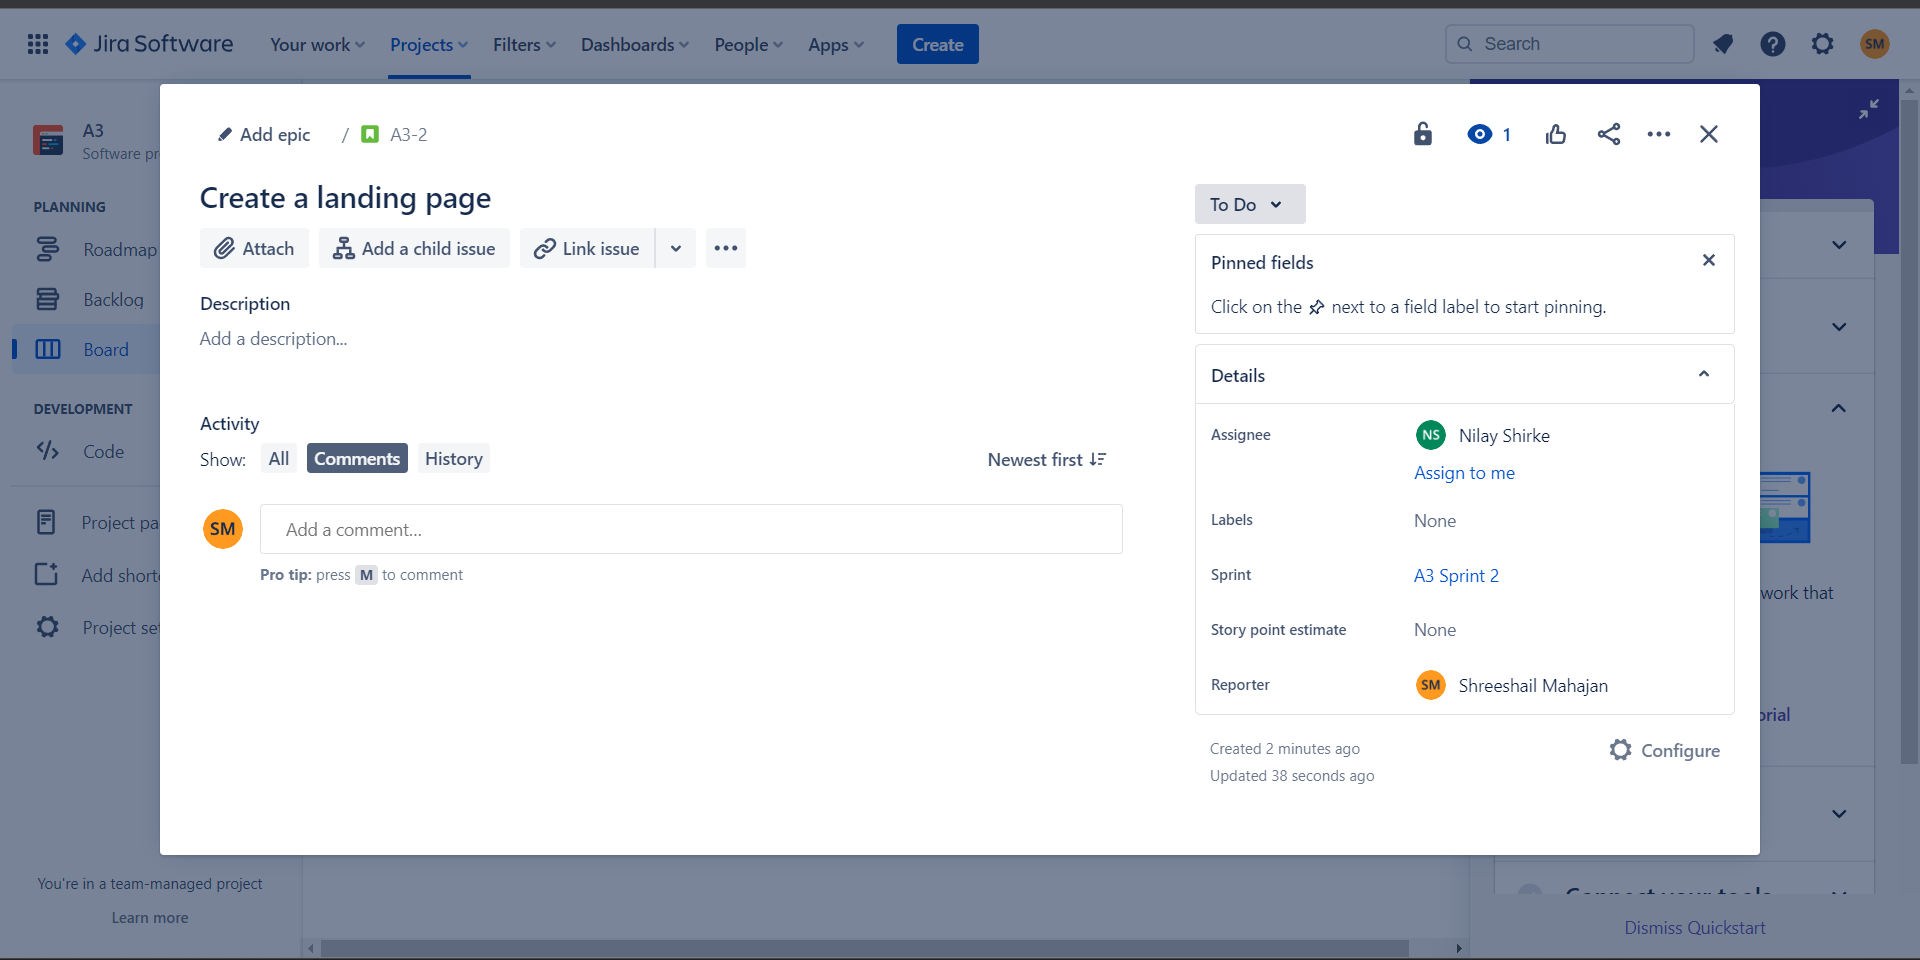 Jira Software
Your work
Projects
Filters
Dashboards
People
Apps
Create
Search
SM
A3
Software pr
PLANNING
Roadmap
Backlog
Board
DEVELOPMENT
Code
Project pa
Add shorto
Project set
You're in a team-managed project
Learn more
Add epic / A3-2
1
Create a landing page
Attach
Add a child issue
Link issue
Description
Add a description...
Activity
Show: All Comments History
Newest first
SM
Add a comment...
Pro tip: press M to comment
To Do
Pinned fields
Click on the next to a field label to start pinning.
Details
Assignee
NS Nilay Shirke
Assign to me
Labels
None
Sprint
A3 Sprint 2
Story point estimate
None
Reporter
SM Shreeshail Mahajan
Created 2 minutes ago
Updated 38 seconds ago
Configure
work that
orial
Connect your tools
Dismiss Quickstart